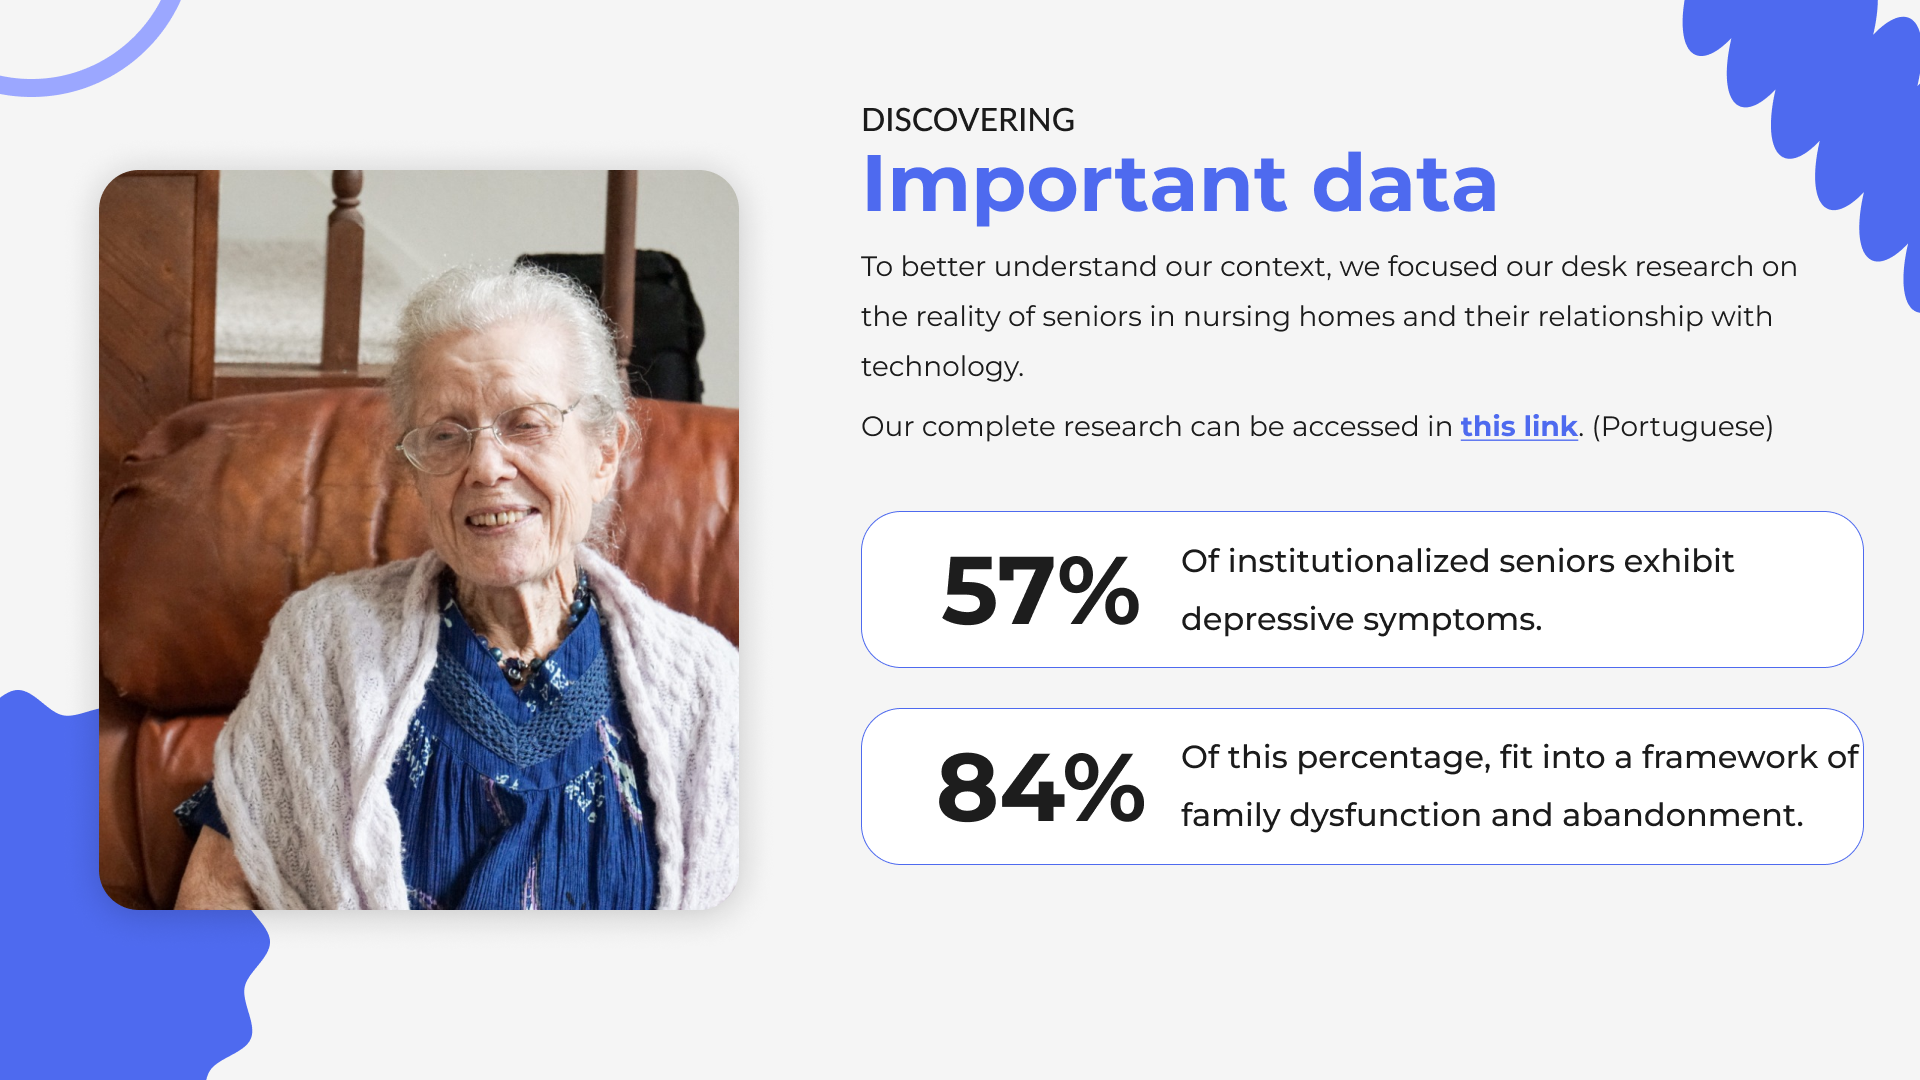 DISCOVERING
Important data
To better understand our context, we focused our desk research on
the reality of seniors in nursing homes and their relationship with
technology.
Our complete research can be accessed in this link. (Portuguese)
57%
Of institutionalized seniors exhibit
depressive symptoms.
84%
Of this percentage, fit into a framework of
family dysfunction and abandonment.